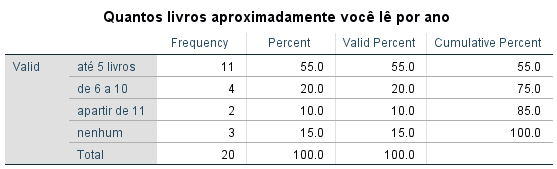 Quantos livros aproximadamente você lê por ano
Frequency Percent Valid Percent Cumulative Percent
Valid até 5 livros 11 55.0 55.0 55.0
de 6 a 10 4 20.0 20.0 75.0
apartir de 11 2 10.0 10.0 85.0
nenhum 3 15.0 15.0 100.0
Total 20 100.0 100.0